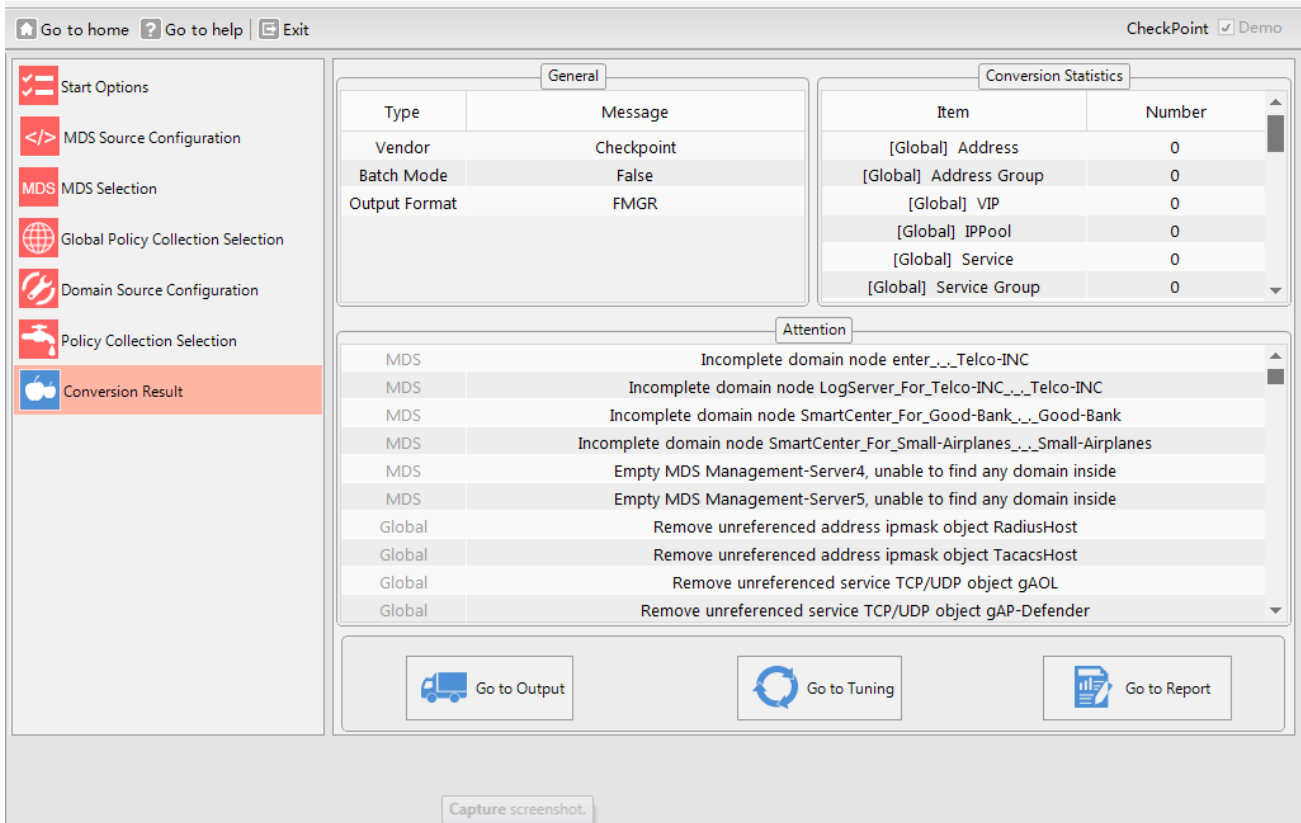 Go to home Go to help Exit CheckPoint Demo
Start Options
MDS Source Configuration
MDS MDS Selection
Global Policy Collection Selection
Domain Source Configuration
Policy Collection Selection
Conversion Result
General
Type Message
Vendor Checkpoint
Batch Mode False
Output Format FMGR
Conversion Statistics
Item Number
[Global] Address 0
[Global] Address Group 0
[Global] VIP 0
[Global] IPPool 0
[Global] Service 0
[Global] Service Group 0
Attention
MDS Incomplete domain node enter_._._Telco-INC
MDS Incomplete domain node LogServer_For_Telco-INC_._._Telco-INC
MDS Incomplete domain node SmartCenter_For_Good-Bank_._._Good-Bank
MDS Incomplete domain node SmartCenter_For_Small-Airplanes_._._Small-Airplanes
MDS Empty MDS Management-Server4, unable to find any domain inside
MDS Empty MDS Management-Server5, unable to find any domain inside
Global Remove unreferenced address ipmask object RadiusHost
Global Remove unreferenced address ipmask object TacacsHost
Global Remove unreferenced service TCP/UDP object gAOL
Global Remove unreferenced service TCP/UDP object gAP-Defender
Go to Output Go to Tuning Go to Report
Capture screenshot.